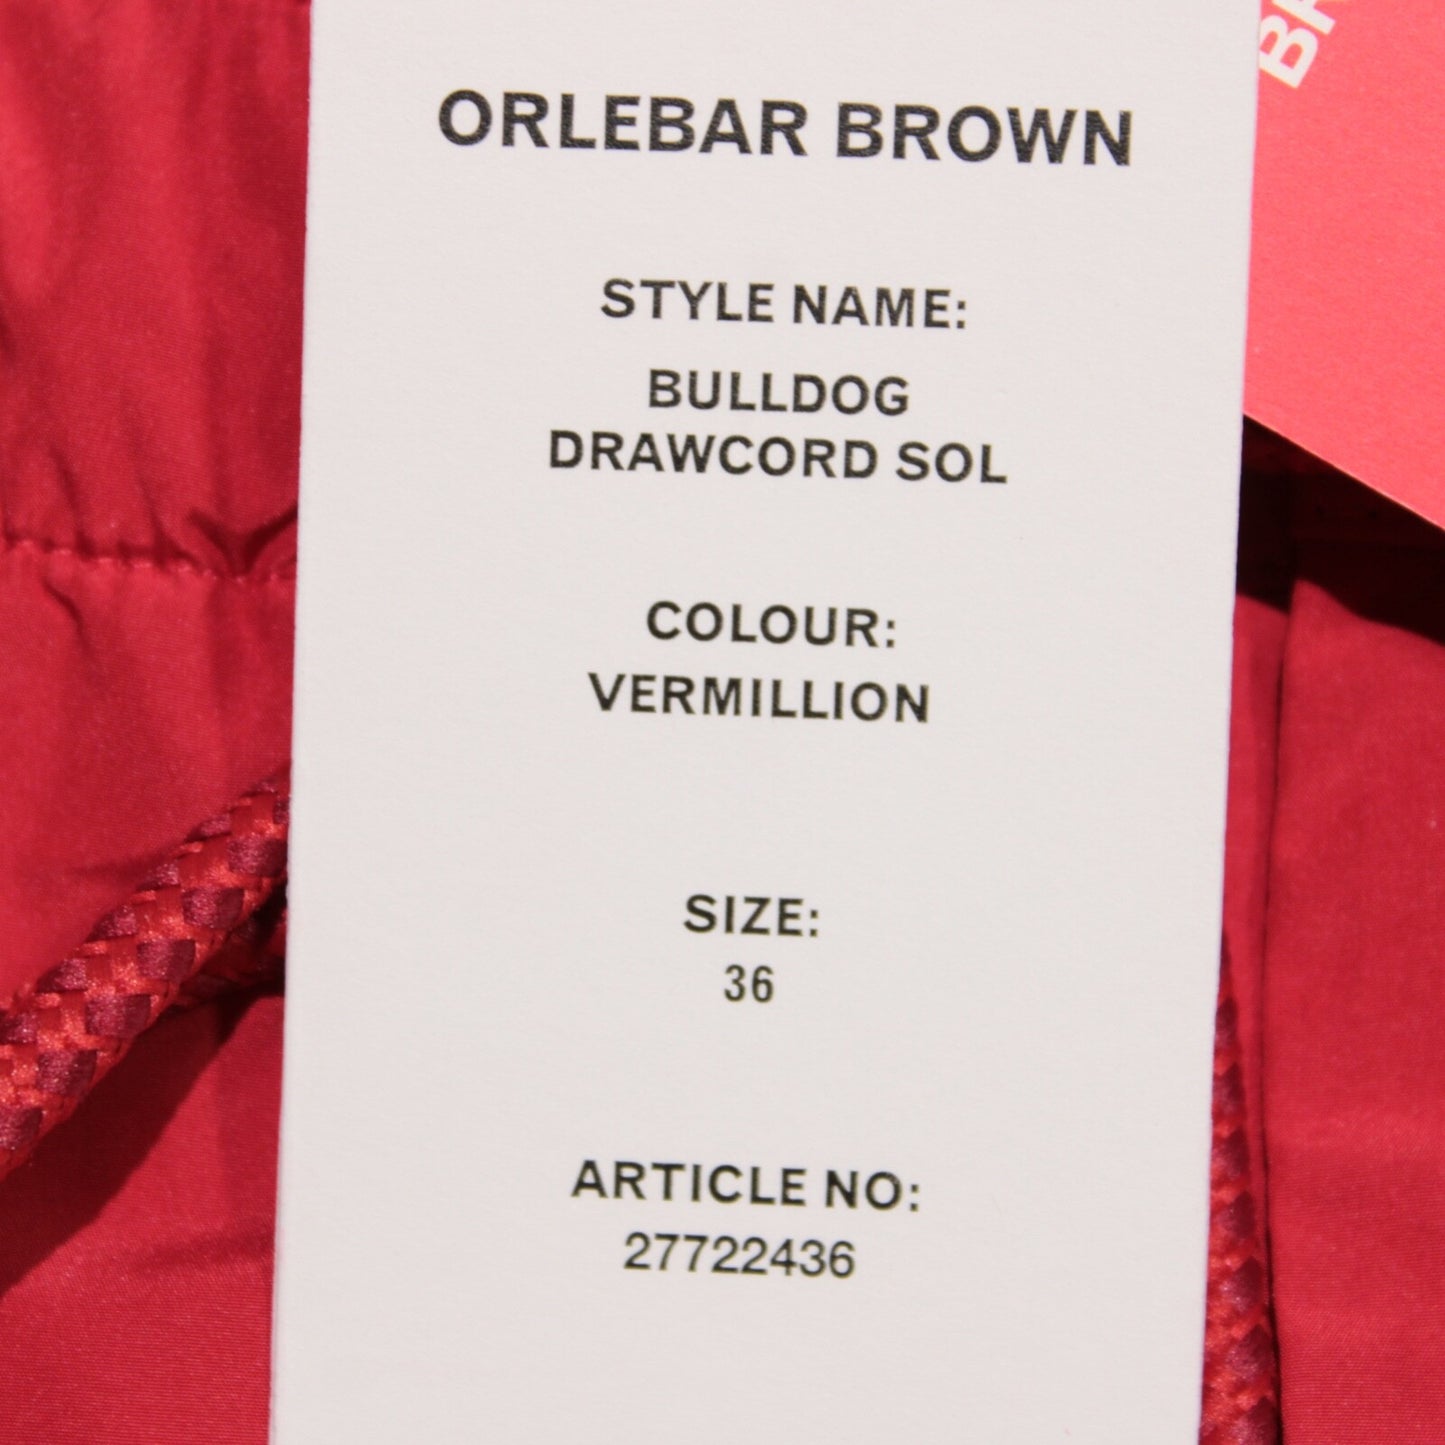 ORLEBAR BROWN
STYLE NAME:
BULLDOG
DRAWCORD SOL
COLOUR:
VERMILLION
SIZE:
36
ARTICLE NO:
27722436